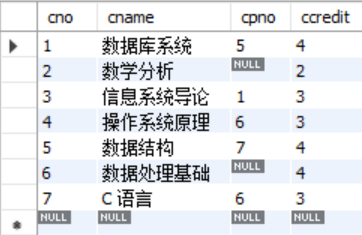 cno cname cpno ccredit
1 数据库系统 5 4
2 数学分析 NULL 2
3 信息系统导论 1 3
4 操作系统原理 6 3
5 数据结构 7 4
6 数据处理基础 NULL 4
7 C 语言 6 3
NULL NULL NULL NULL